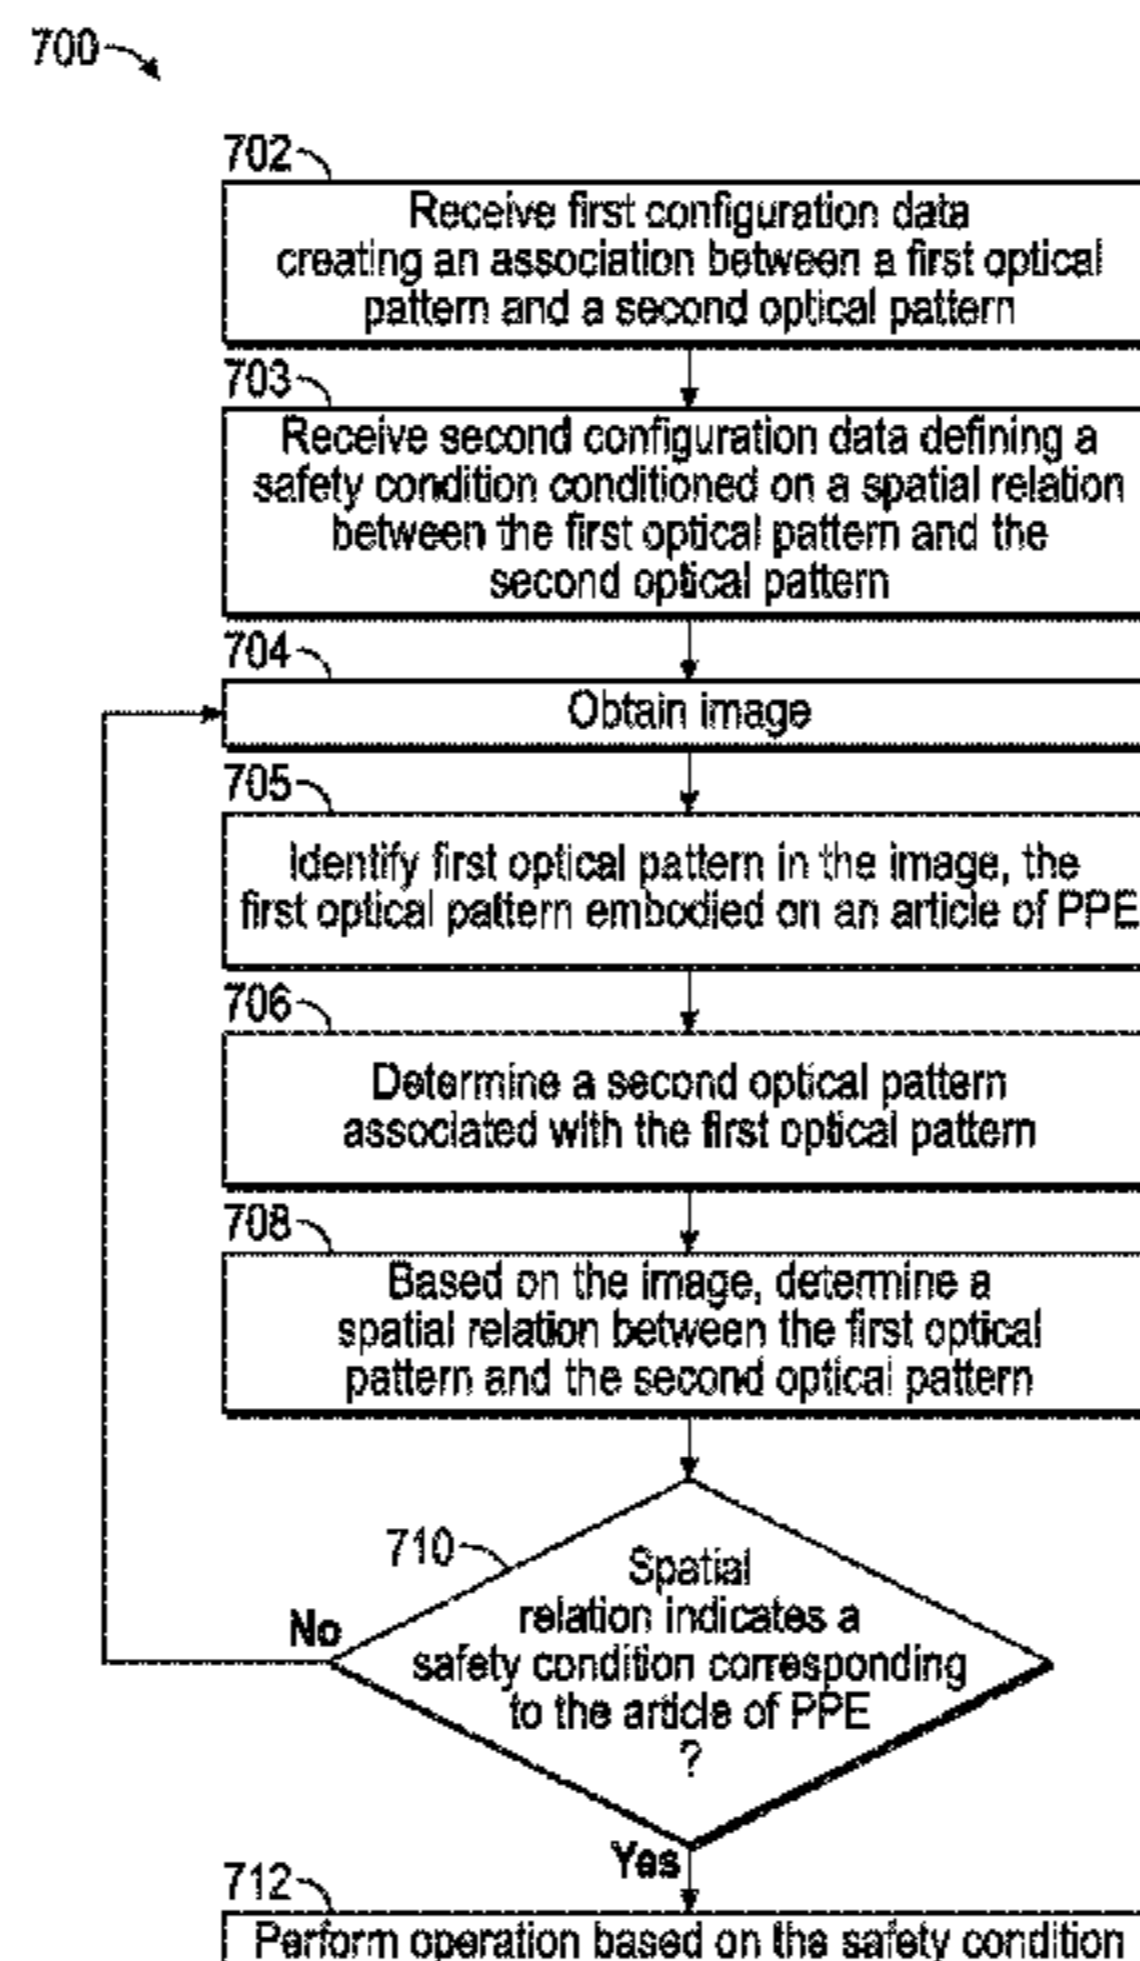 700
702
Receive first configuration data
creating an association between a first optical
pattern and a second optical pattern
703
Receive second configuration data defining a
safety condition conditioned on a spatial relation
between the first optical pattern and the
second optical pattern
704
Obtain image
705
Identify first optical pattern in the image, the
first optical pattern embodied on an article of PPE
706
Determine a second optical pattern
associated with the first optical pattern
708
Based on the image, determine a
spatial relation between the first optical
pattern and the second optical pattern
710
Spatial
relation indicates a
safety condition corresponding
to the article of PPE
?
No
Yes
712
Perform operation based on the safety condition